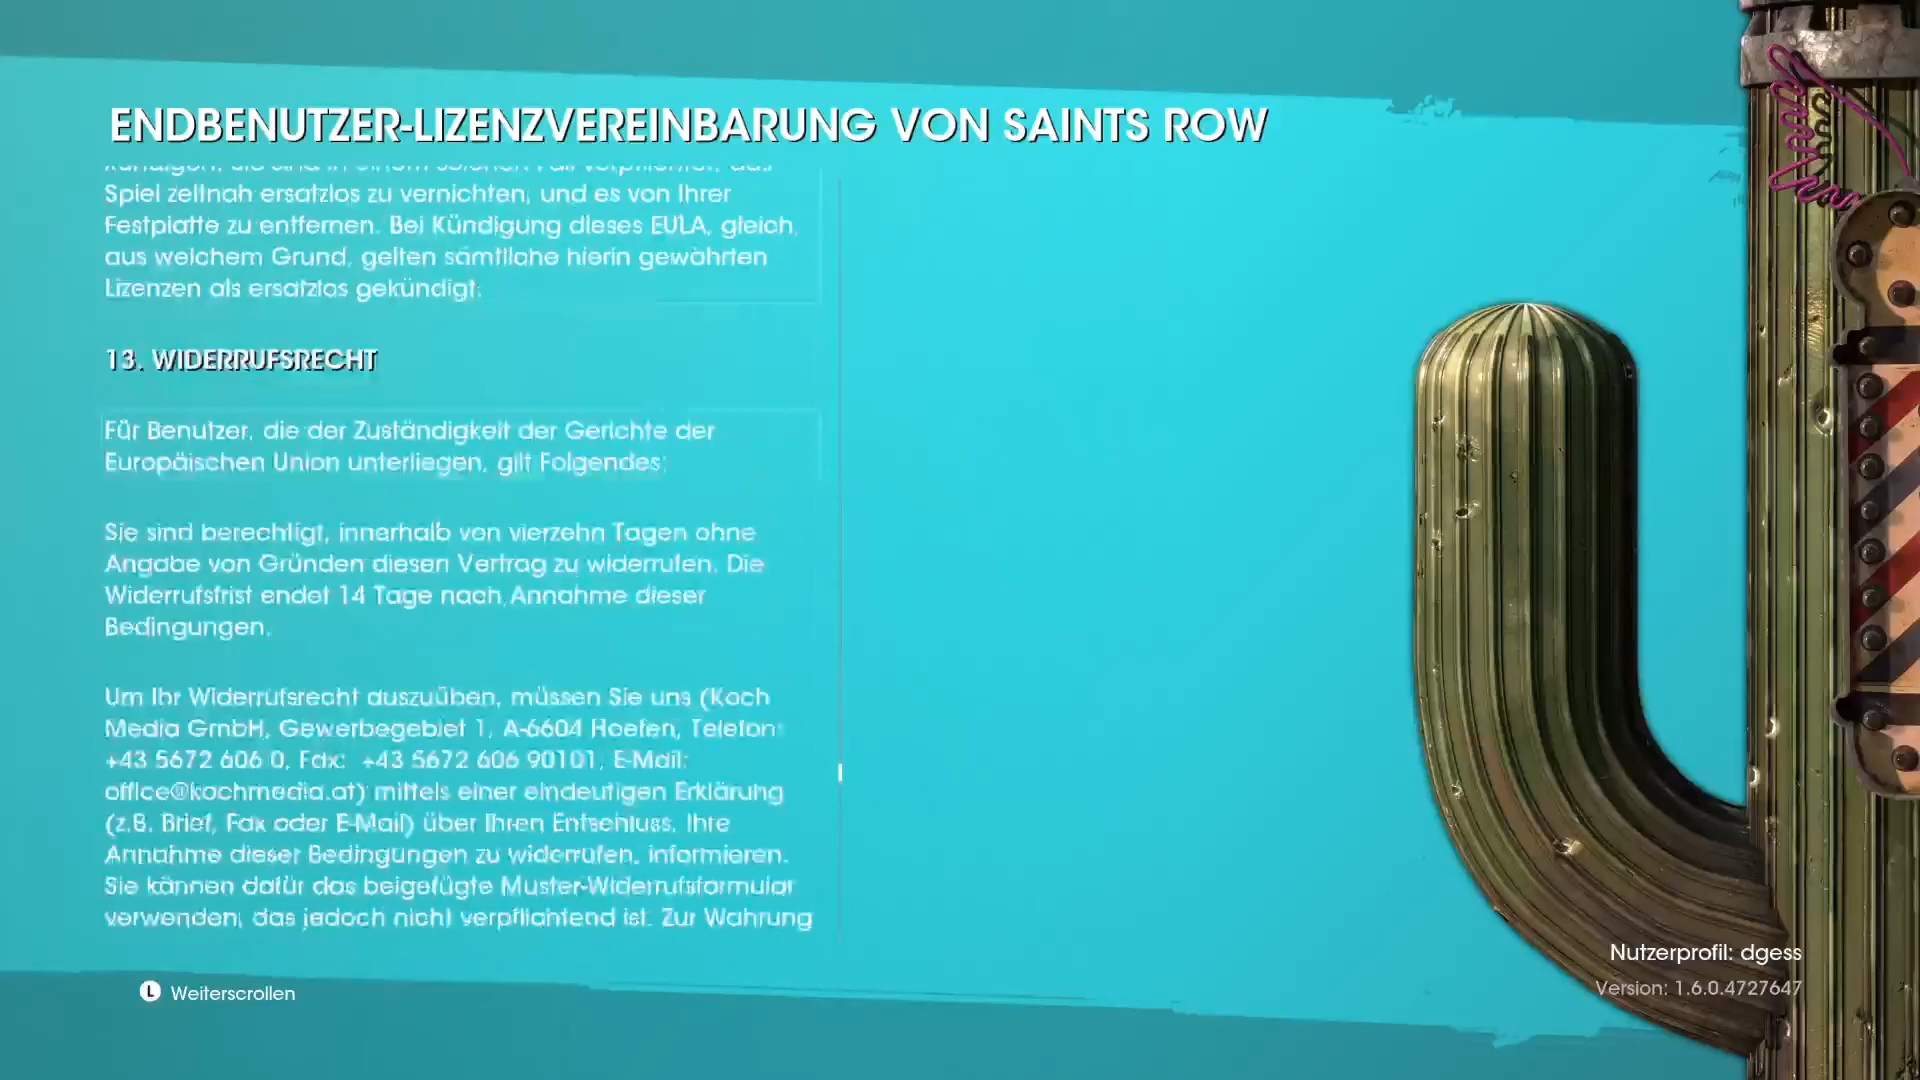 ENDBENUTZER-LIZENZVEREINBARUNG VON SAINTS ROW
Spiel zeitnah ersatzlos zu vernichten, und es von Ihrer
Festplatte zu entfernen. Bei Kündigung dieses EULA, gleich,
aus welchem Grund, gelten sämtliche hierin gewährten
Lizenzen als ersatzlos gekündigt.
13. WIDERRUFSRECHT
Für Benutzer, die der Zuständigkeit der Gerichte der
Europäischen Union unterliegen, gilt Folgendes:
Sie sind berechtigt, innerhalb von vierzehn Tagen ohne
Angabe von Gründen diesen Vertrag zu widerrufen. Die
Widerrufsfrist endet 14 Tage nach Annahme dieser
Bedingungen.
Um Ihr Widerrufsrecht auszuüben, müssen Sie uns (Koch
Media GmbH, Gewerbegebiet 1, A-6604 Hoefen, Telefon:
+43 5672 606 0, Fax: +43 5672 606 90101, E-Mail:
office@kochmedia.at) mittels einer eindeutigen Erklärung
(z.B. Brief, Fax oder E-Mail) über Ihren Entschluss, Ihre
Annahme dieser Bedingungen zu widerrufen, informieren.
Sie können dafür das beigefügte Muster-Widerrufsformular
verwenden, das jedoch nicht verpflichtend ist. Zur Wahrung
L Weiterscrollen
Nutzerprofil: dgess
Version: 1.6.0.4727647